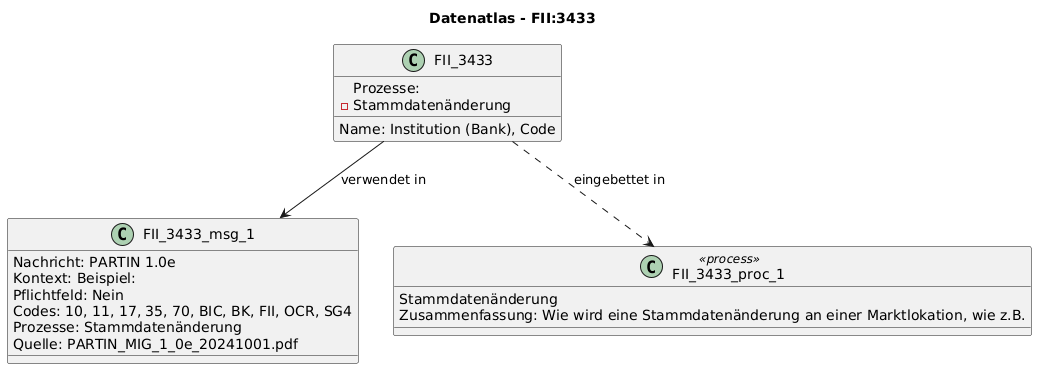 Datenatlas - FII:3433
C FII_3433
Prozesse:
Stammdatenänderung
Name: Institution (Bank), Code
verwendet in
eingebettet in
C FII_3433_msg_1
Nachricht: PARTIN 1.0e
Kontext: Beispiel:
Pflichtfeld: Nein
Codes: 10, 11, 17, 35, 70, BIC, BK, FII, OCR, SG4
Prozesse: Stammdatenänderung
Quelle: PARTIN_MIG_1_0e_20241001.pdf
C «process»
FII_3433_proc_1
Stammdatenänderung
Zusammenfassung: Wie wird eine Stammdatenänderung an einer Marktlokation, wie z.B.